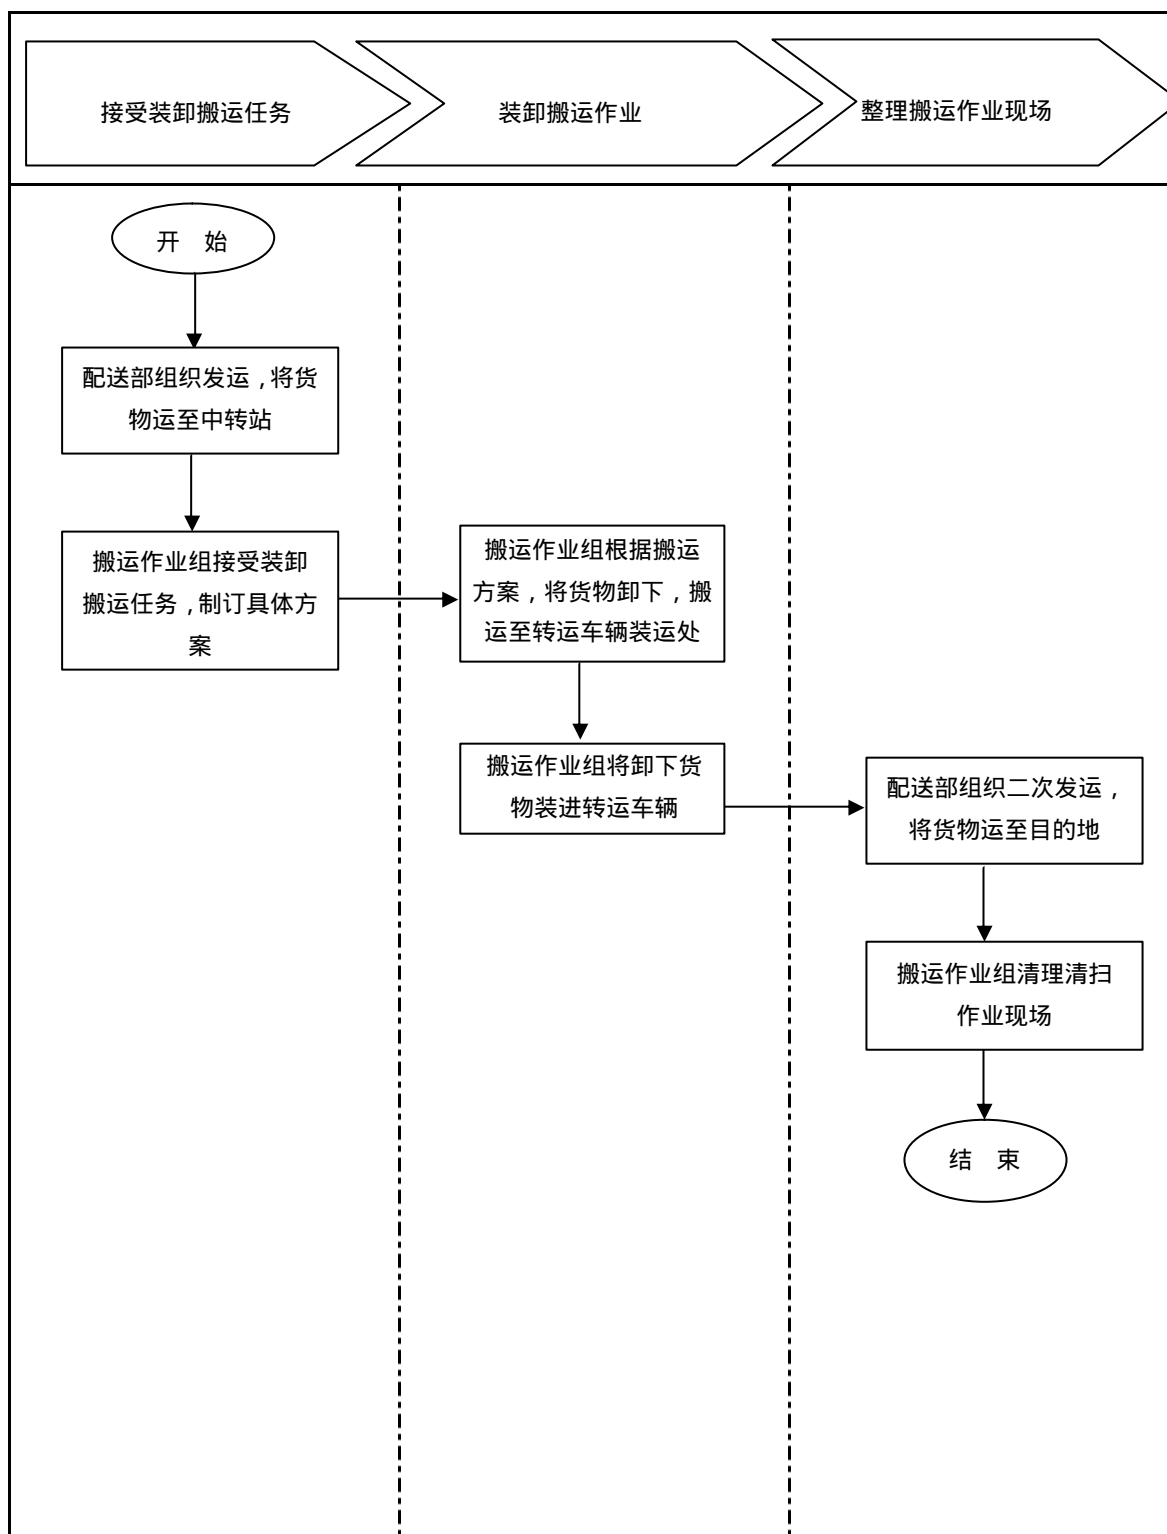 接受装卸搬运任务
装卸搬运作业
整理搬运作业现场
开 始
配送部组织发运，将货
物运至中转站
搬运作业组接受装卸
搬运任务，制订具体方
案
搬运作业组根据搬运
方案，将货物卸下，搬
运至转运车辆装运处
搬运作业组将卸下货
物装进转运车辆
配送部组织二次发运，
将货物运至目的地
搬运作业组清理清扫
作业现场
结 束